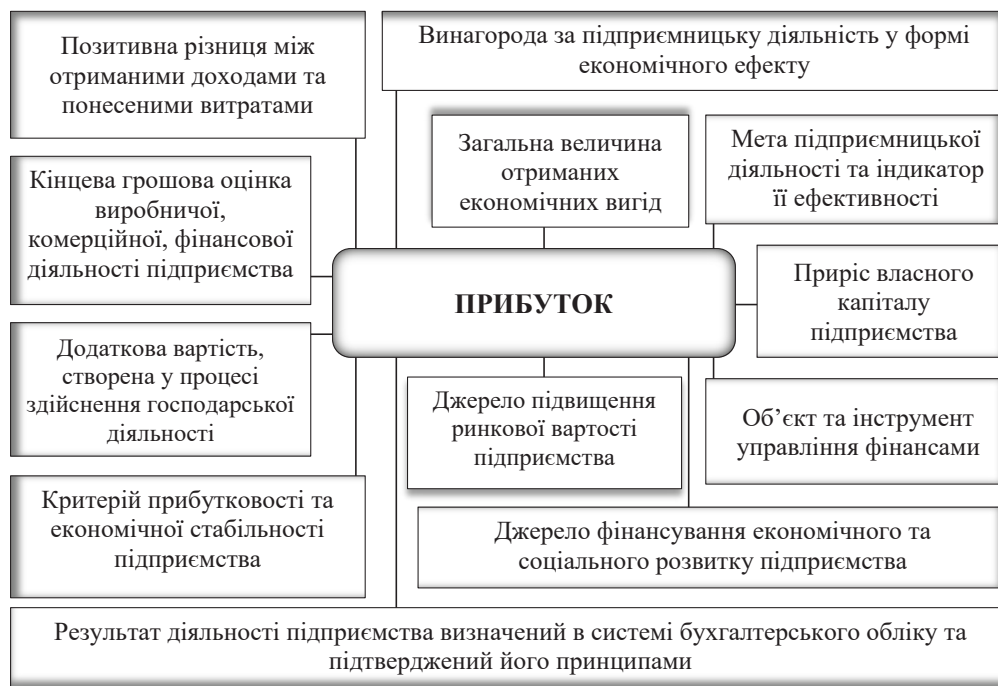 Позитивна різниця між
отриманими доходами та
понесеними витратами
Винагорода за підприємницьку діяльність у формі
економічного ефекту
Загальна величина
отриманих
економічних вигід
Мета підприємницької
діяльності та індикатор
її ефективності
Кінцева грошова оцінка
виробничої,
комерційної, фінансової
діяльності підприємства
ПРИБУТОК
Приріс власного
капіталу
підприємства
Додаткова вартість,
створена у процесі
здійснення господарської
діяльності
Джерело підвищення
ринкової вартості
підприємства
Об’єкт та інструмент
управління фінансами
Критерій прибутковості та
економічної стабільності
підприємства
Джерело фінансування економічного та
соціального розвитку підприємства
Результат діяльності підприємства визначений в системі бухгалтерського обліку та
підтверджений його принципами